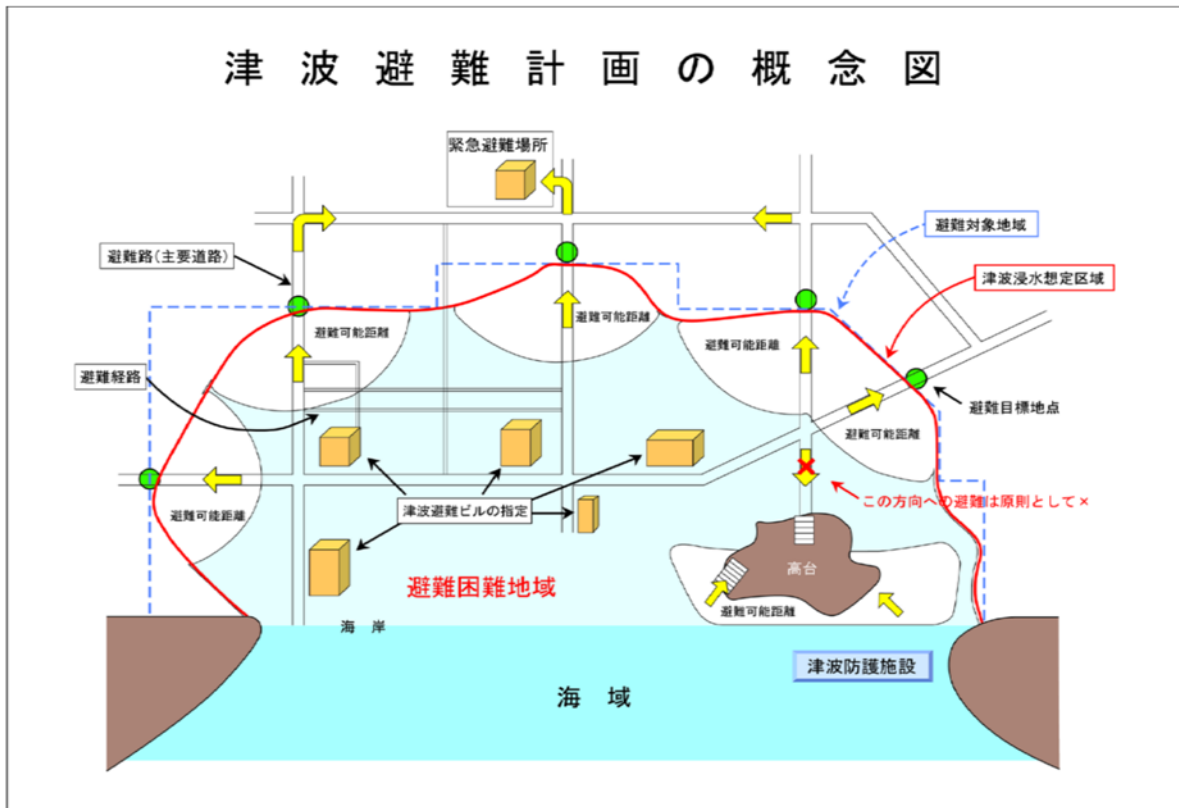 津波避難計画の概念図
緊急避難場所
避難対象地域
避難路(主要道路)
津波浸水想定区域
避難可能距離
避難可能距離
避難可能距離
避難経路
避難目標地点
避難可能距離
この方向への避難は原則として×
津波避難ビルの指定
避難可能距離
高台
避難困難地域
避難可能距離
海岸
津波防護施設
海域